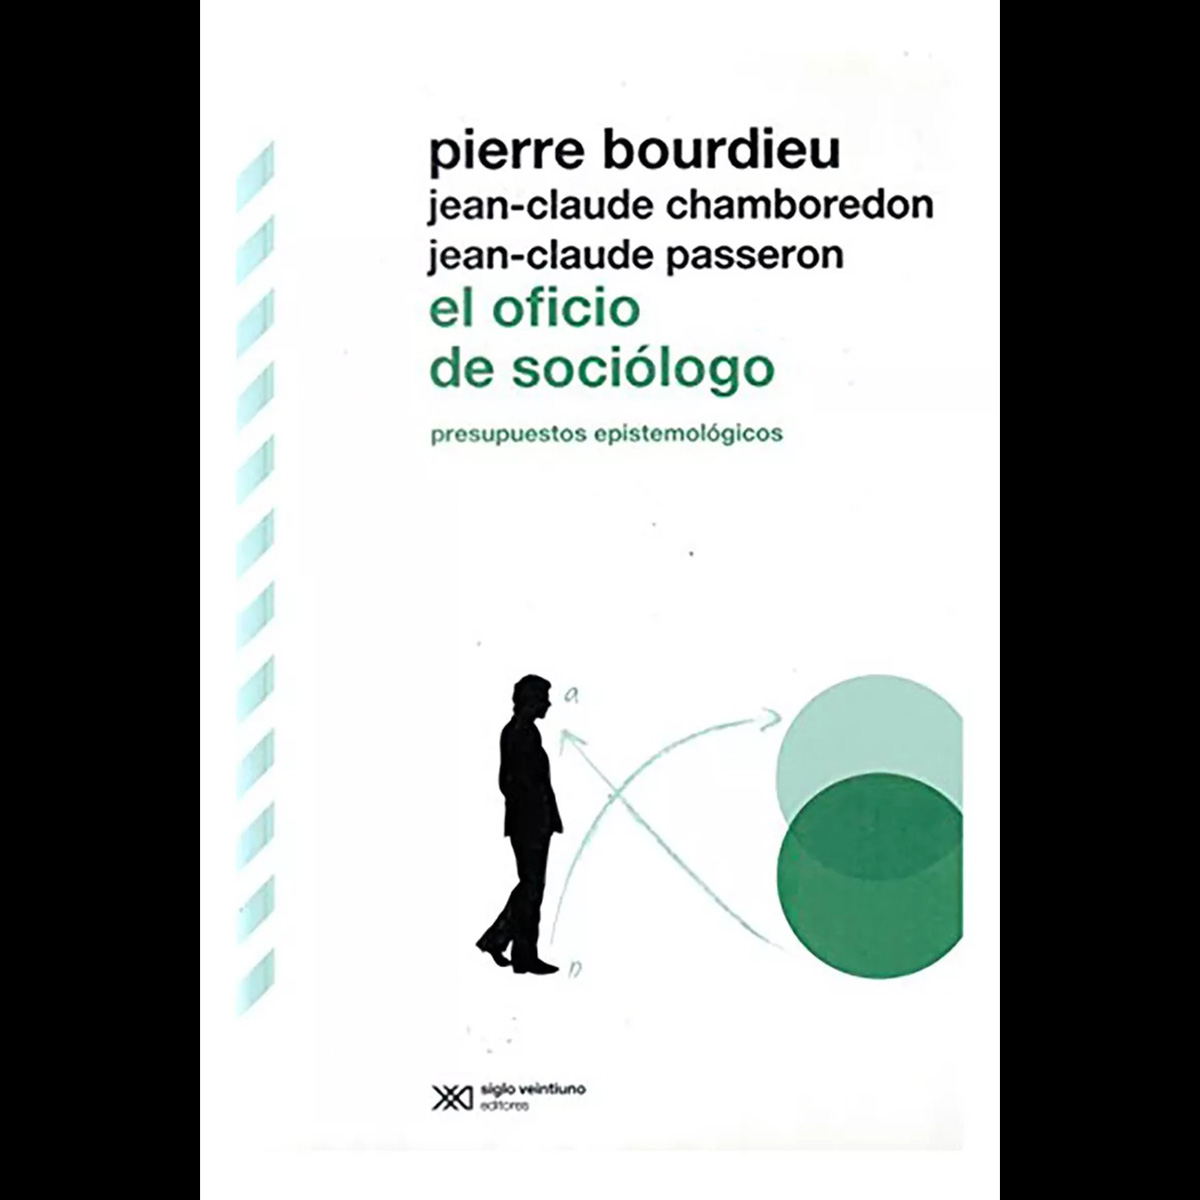 pierre bourdieu
jean-claude chamboredon
jean-claude passeron
el oficio
de sociólogo
presupuestos epistemológicos
a
n
siglo veintiuno
editores